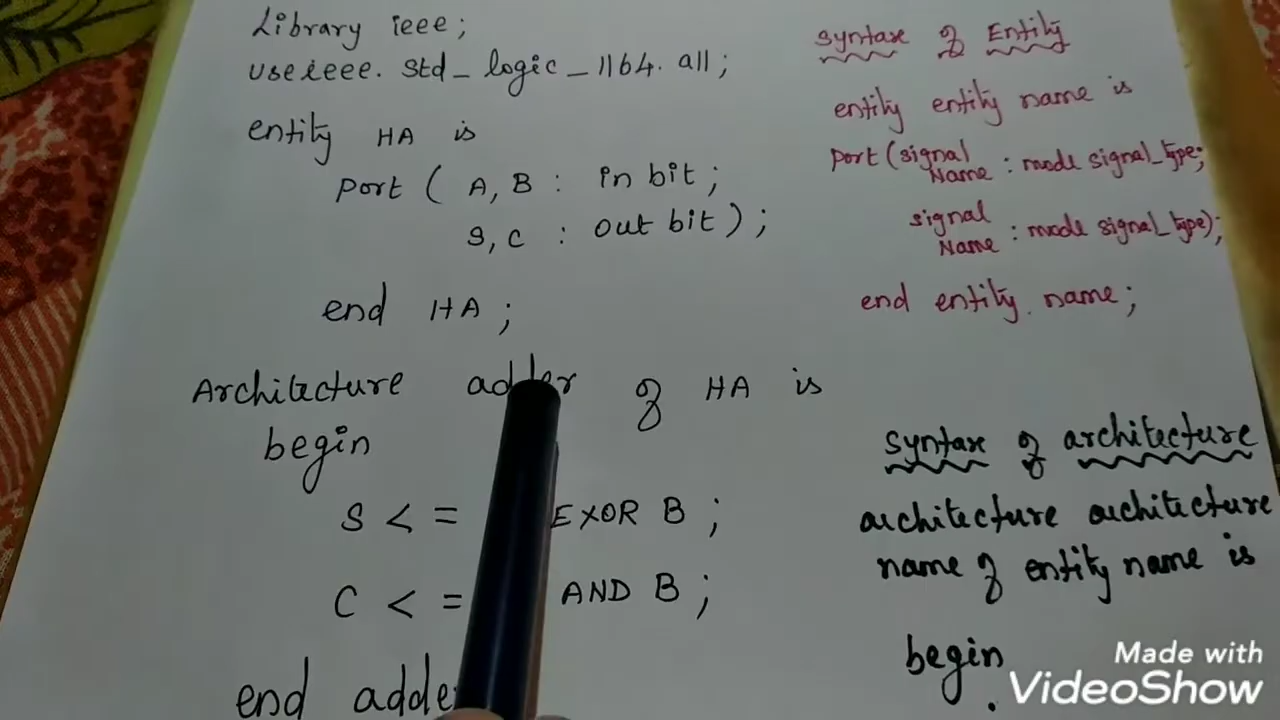 Library ieee;
use ieee. std_logic_1164. all;
entity HA is
port ( A, B : in bit ;
S, C : out bit ) ;
end HA ;
Architecture adder of HA is
begin
S < = EXOR B ;
C < = AND B ;
end adder
syntax of Entity
entity entity name is
port (signal
Name : mode signal_type;
signal
Name : mode signal_type);
end entity name;
syntax of architecture
architecture architecture
name of entity name is
begin
Made with
VideoShow